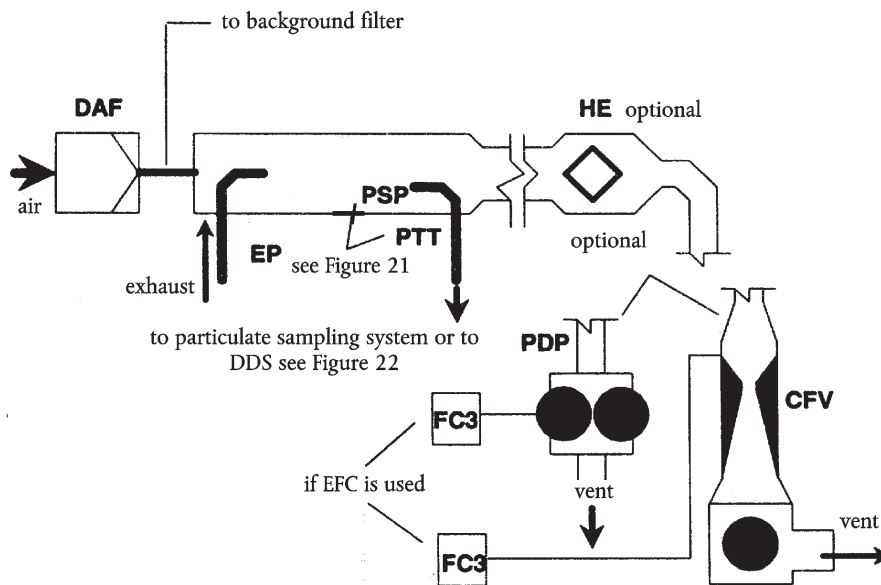 to background filter
DAF
HE optional
air
PSP
EP
PTT
see Figure 21
optional
exhaust
to particulate sampling system or to
DDS see Figure 22
PDP
CFV
FC3
if EFC is used
vent
vent
FC3